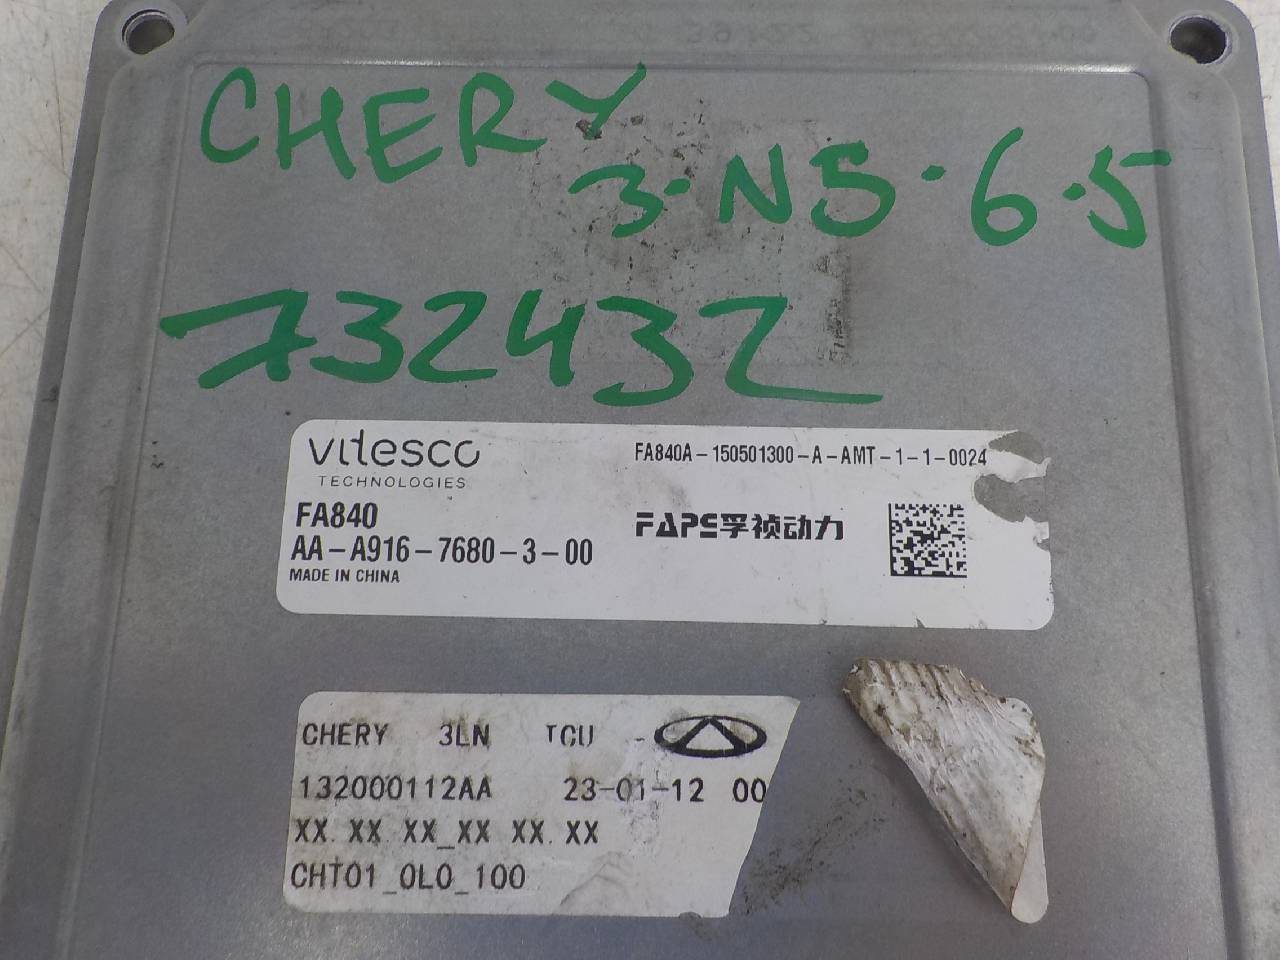 CHERY
3-N5-6.5
732432
vitesco
TECHNOLOGIES
FA840A-150501300-A-AMT-1-1-0024
FA840
FAPS孚祯动力
AA-A916-7680-3-00
MADE IN CHINA
CHERY 3LN TCU
132000112AA 23-01-12 00
XX.XX.XX_XX XX.XX
CHT01_0L0_100